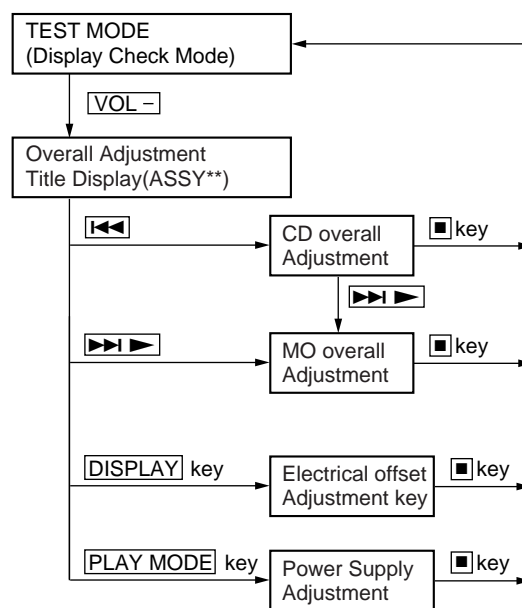 TEST MODE
(Display Check Mode)
VOL –
Overall Adjustment
Title Display(ASSY**)
CD overall
Adjustment
■ key
MO overall
Adjustment
■ key
DISPLAY key
Electrical offset
Adjustment key
■ key
PLAY MODE key
Power Supply
Adjustment
■ key